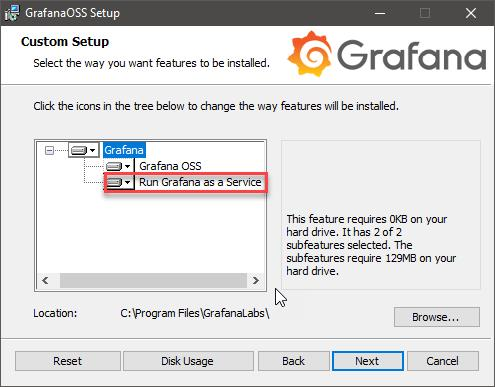 GrafanaOSS Setup
Custom Setup
Select the way you want features to be installed.
Grafana
Click the icons in the tree below to change the way features will be installed.
Grafana
Grafana OSS
Run Grafana as a Service
This feature requires 0KB on your
hard drive. It has 2 of 2
subfeatures selected. The
subfeatures require 129MB on your
hard drive.
Location: C:\Program Files\GrafanaLabs\
Browse...
Reset Disk Usage Back Next Cancel